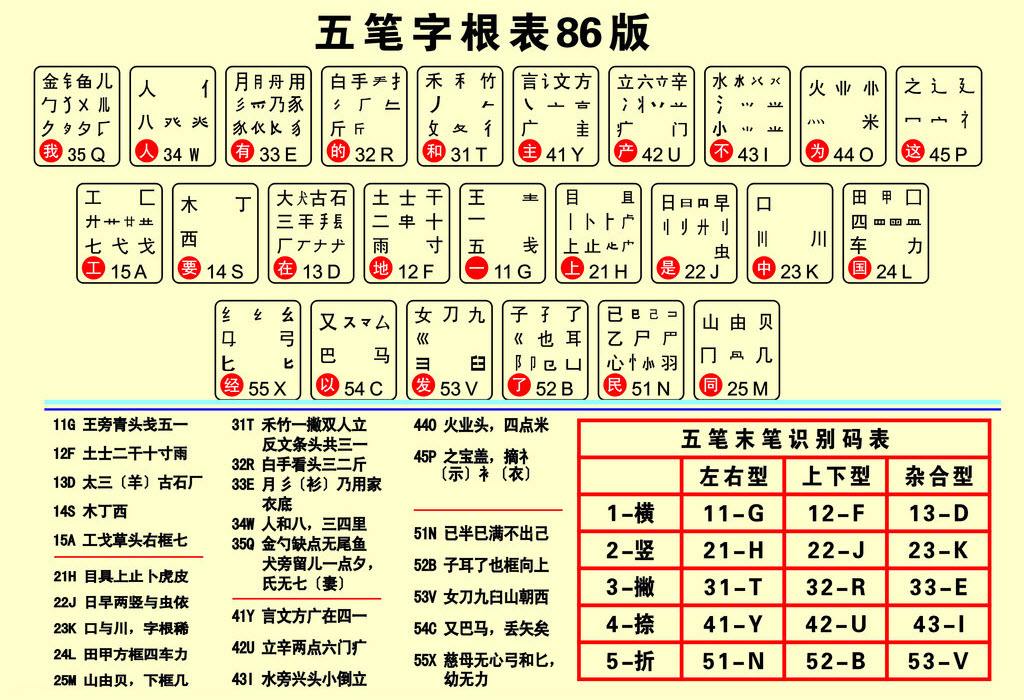 五笔字根表86版
金钅鱼儿 人亻 月用 白手扌 禾竹 言讠文方 立六辛 水 火业 之辶廴
勹犭乂 八 彡爫乃豕 斤 丿攵夂彳 亠广 冫丬丷疒门 氵小 灬米 冖宀礻
我 35 Q 人 34 W 有 33 E 的 32 R 和 31 T 主 41 Y 产 42 U 不 43 I 为 44 O 这 45 P
工匚 木丁 大犬古石 土士干 王 目且 日曰早 口 田甲囗
廾艹廿 西 三 二十 一 丨卜 刂虫 川 四皿
七弋戈 厂 雨寸 五戋 上止 车力
工 15 A 要 14 S 在 13 D 地 12 F 一 11 G 上 21 H 是 22 J 中 23 K 国 24 L
纟幺 又スマム 女刀九 子孑了 已巳己コ 山由贝
弓 巴马 巛 巜也耳 乙尸 冂几
匕 彐臼 阝卩凵 心忄羽
经 55 X 以 54 C 发 53 V 了 52 B 民 51 N 同 25 M
11G 王旁青头戋五一
12F 土士二干十寸雨
13D 大三〔羊〕古石厂
14S 木丁西
15A 工戈草头右框七
21H 目具上止卜虎皮
22J 日早两竖与虫依
23K 口与川，字根稀
24L 田甲方框四车力
25M 山由贝，下框几
31T 禾竹一撇双人立
反文条头共三一
32R 白手看头三二斤
33E 月彡〔衫〕乃用家
衣底
34W 人和八，三四里
35Q 金勺缺点无尾鱼
犬旁留儿一点夕，
氏无七〔妻〕
41Y 言文方广在四一
42U 立辛两点六门疒
43I 水旁兴头小倒立
44O 火业头，四点米
45P 之宝盖，摘礻
〔示〕衤〔衣〕
51N 已半巳满不出己
52B 子耳了也框向上
53V 女刀九臼山朝西
54C 又巴马，丢矢矣
55X 慈母无心弓和匕，
幼无力
五笔末笔识别码表
左右型 上下型 杂合型
1-横 11-G 12-F 13-D
2-竖 21-H 22-J 23-K
3-撇 31-T 32-R 33-E
4-捺 41-Y 42-U 43-I
5-折 51-N 52-B 53-V